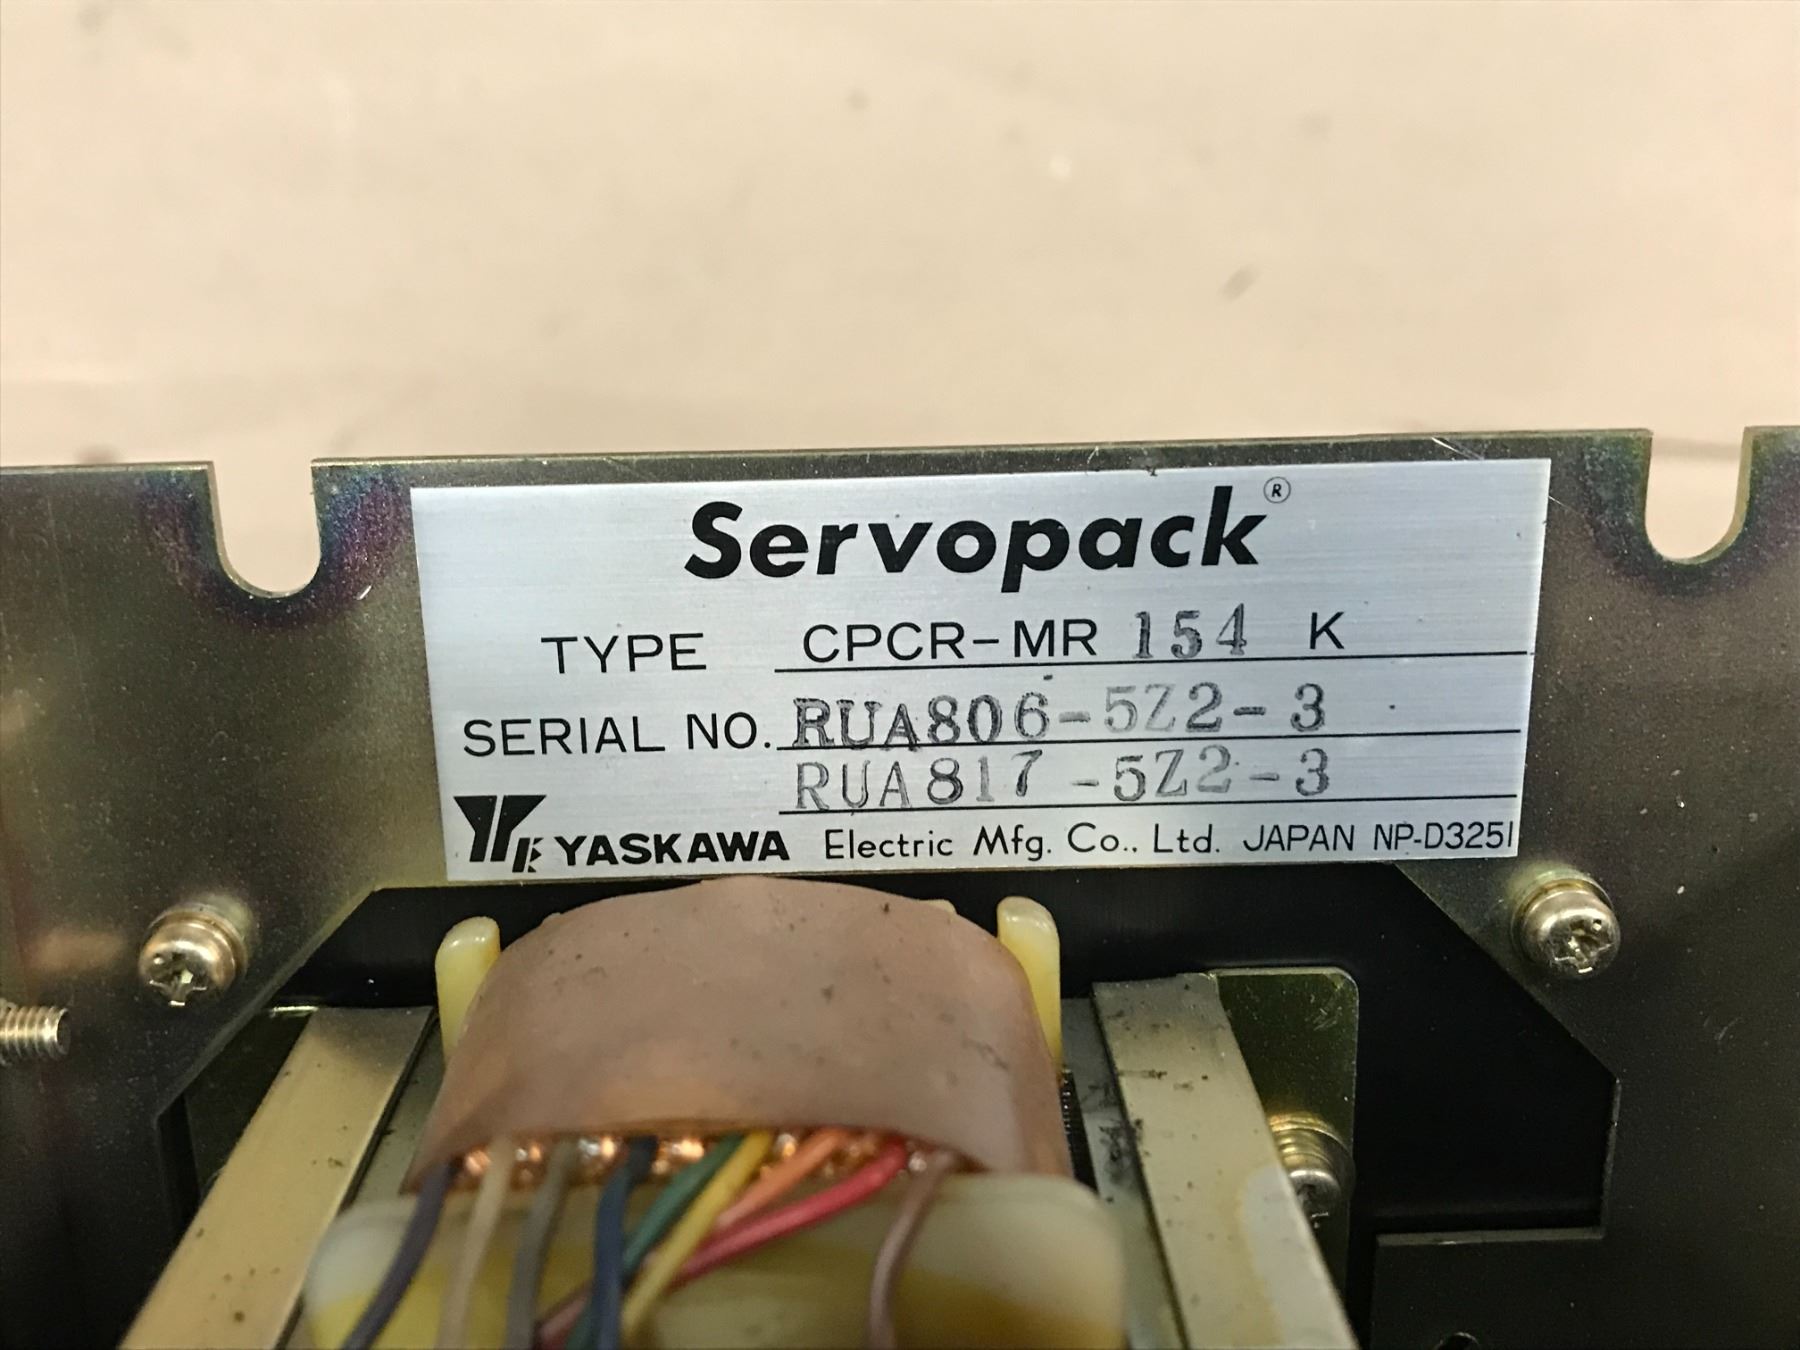 Servopack®
TYPE CPCR-MR 154 K
SERIAL NO. RUA806-5Z2-3
RUA817-5Z2-3
YASKAWA Electric Mfg. Co., Ltd. JAPAN NP-D3251